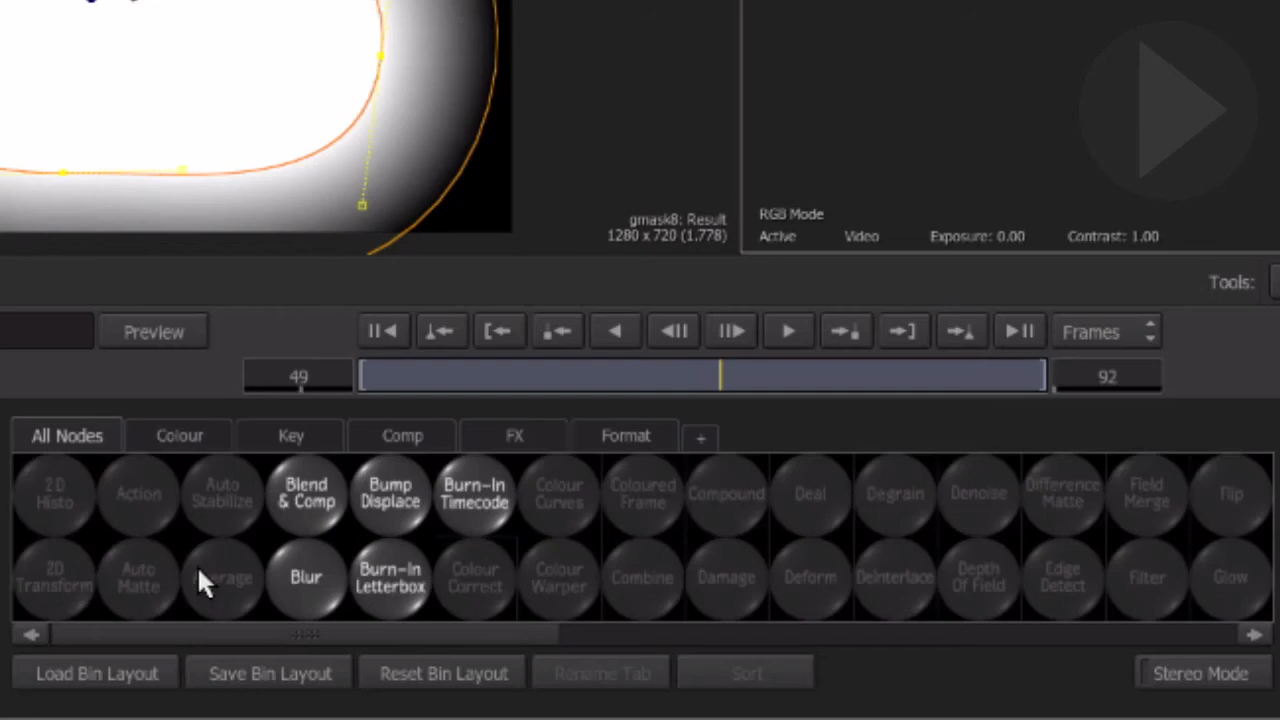 gmask8: Result
1280 x 720 (1.778)
RGB Mode
Active Video Exposure: 0.00 Contrast: 1.00
Tools:
Preview
Frames
49
92
All Nodes Colour Key Comp FX Format +
2D Histo
Action
Auto Stabilize
Blend & Comp
Bump Displace
Burn-In Timecode
Colour Curves
Coloured Frame
Compound
Deal
Degrain
Denoise
Difference Matte
Field Merge
Flip
2D Transform
Auto Matte
Blur
Burn-In Letterbox
Colour Correct
Colour Warper
Combine
Damage
Deform
DeInterlace
Depth Of Field
Edge Detect
Filter
Glow
Load Bin Layout Save Bin Layout Reset Bin Layout Rename Tab Sort Stereo Mode